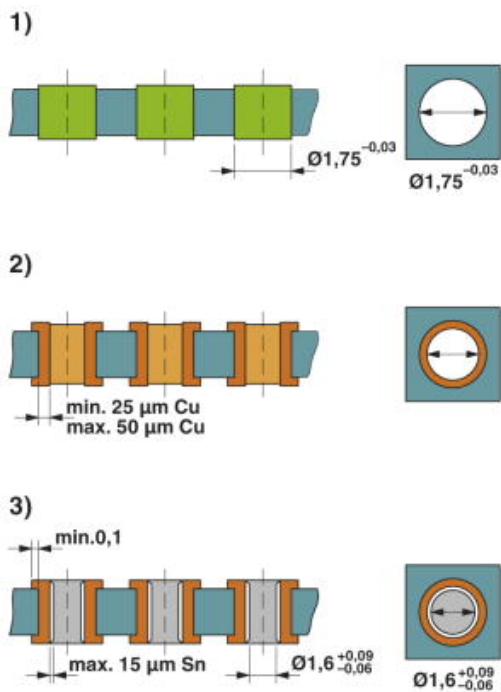 1)
Ø1,75 -0,03
Ø1,75 -0,03
2)
min. 25 µm Cu
max. 50 µm Cu
3)
min.0,1
max. 15 µm Sn
Ø1,6 +0,09 -0,06
Ø1,6 +0,09 -0,06